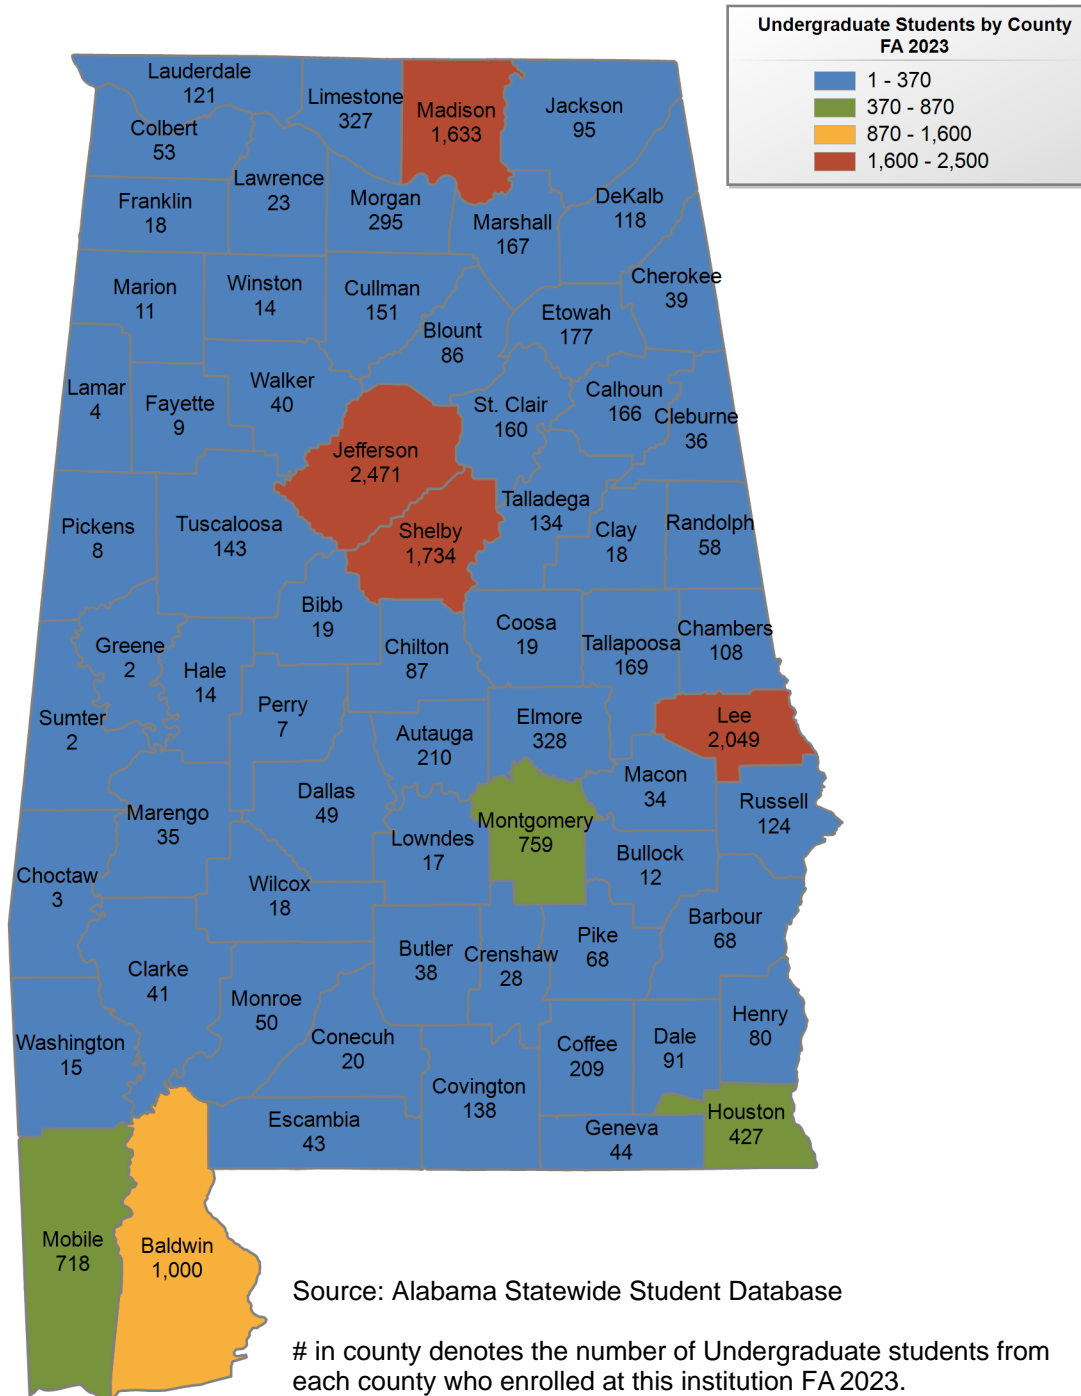 Undergraduate Students by County
FA 2023
1 - 370
370 - 870
870 - 1,600
1,600 - 2,500
Lauderdale
121
Limestone
327
Madison
1,633
Jackson
95
Colbert
53
Lawrence
23
Franklin
18
Morgan
295
Marshall
167
DeKalb
118
Marion
11
Winston
14
Cullman
151
Cherokee
39
Blount
86
Etowah
177
Lamar
4
Fayette
9
Walker
40
St. Clair
160
Calhoun
166
Cleburne
36
Jefferson
2,471
Pickens
8
Tuscaloosa
143
Shelby
1,734
Talladega
134
Clay
18
Randolph
58
Bibb
19
Chilton
87
Coosa
19
Tallapoosa
169
Chambers
108
Greene
2
Hale
14
Perry
7
Sumter
2
Autauga
210
Elmore
328
Lee
2,049
Marengo
35
Dallas
49
Lowndes
17
Montgomery
759
Macon
34
Russell
124
Choctaw
3
Wilcox
18
Bullock
12
Clarke
41
Monroe
50
Butler
38
Crenshaw
28
Pike
68
Barbour
68
Washington
15
Conecuh
20
Covington
138
Coffee
209
Dale
91
Henry
80
Escambia
43
Geneva
44
Houston
427
Mobile
718
Baldwin
1,000
Source: Alabama Statewide Student Database
# in county denotes the number of Undergraduate students from
each county who enrolled at this institution FA 2023.